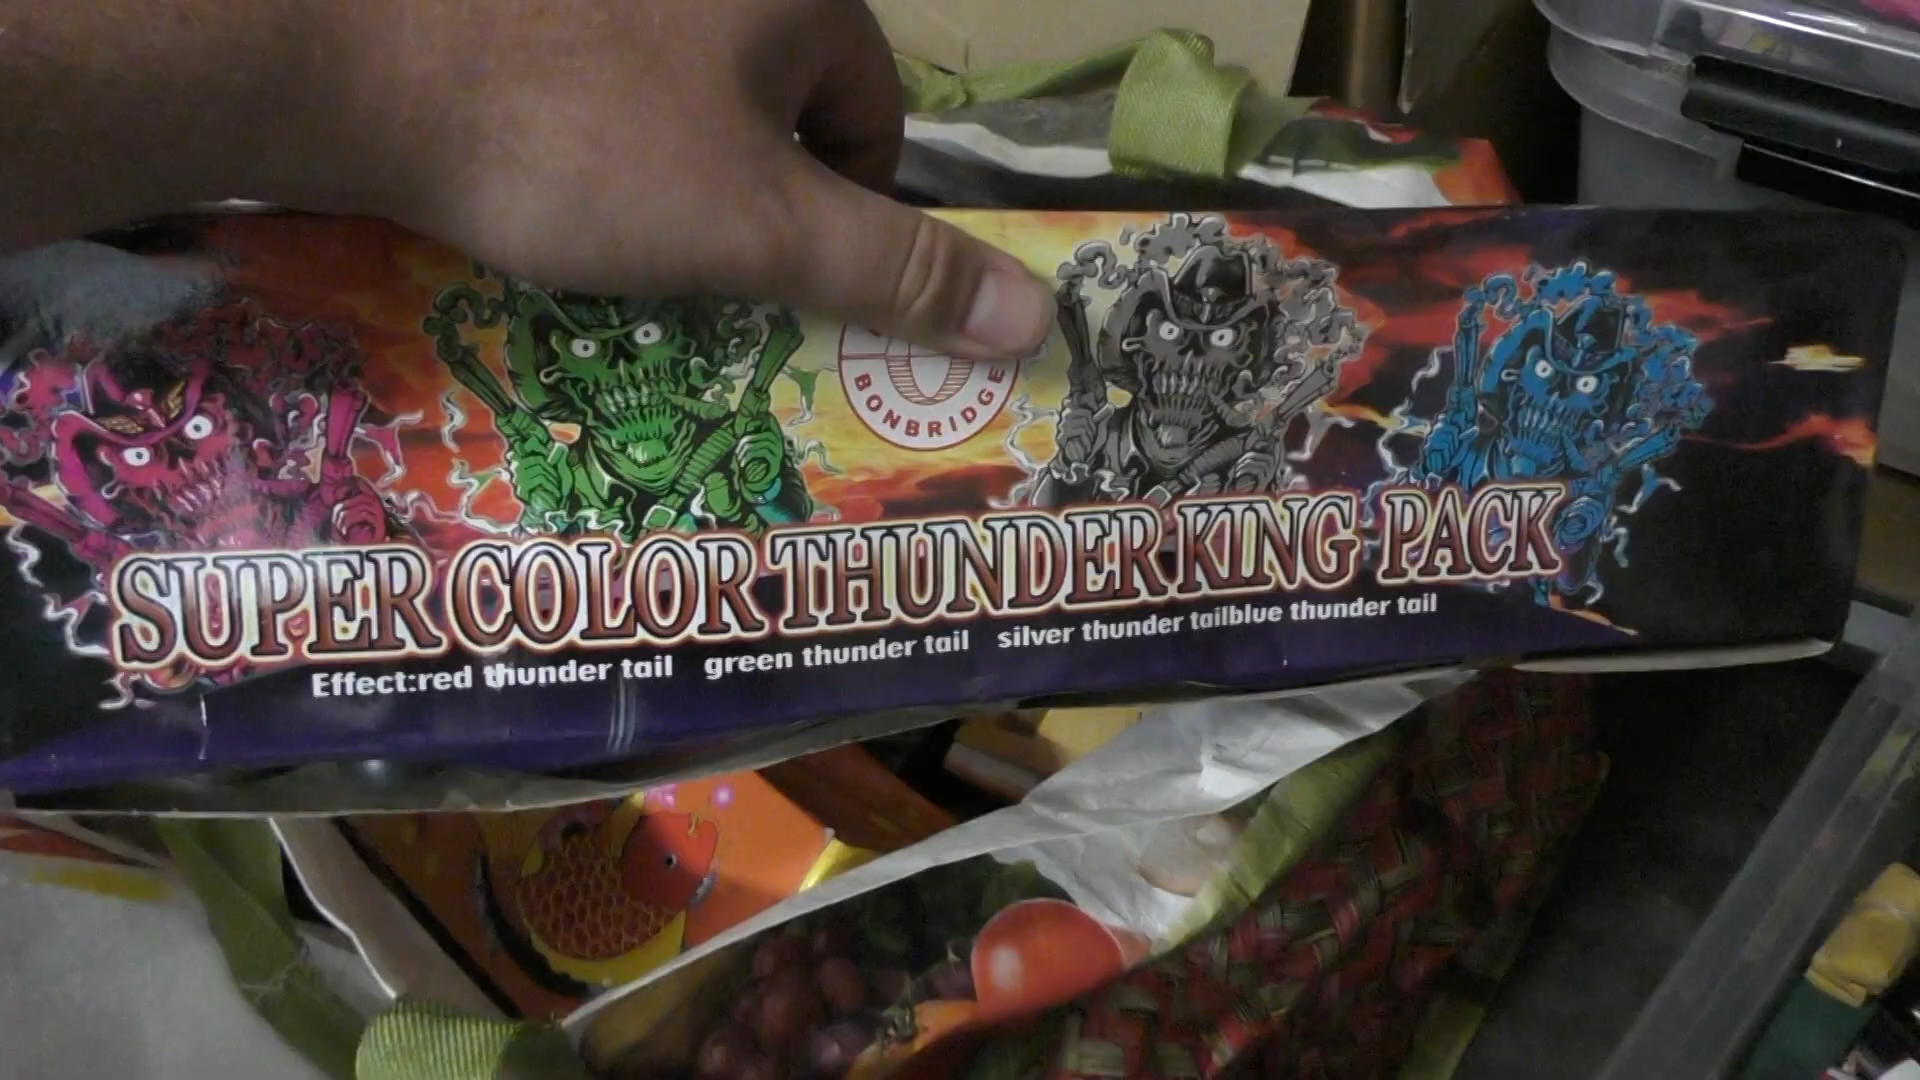 BONBRIDGE
SUPER COLOR THUNDER KING PACK
Effect:red thunder tail green thunder tail silver thunder tailblue thunder tail